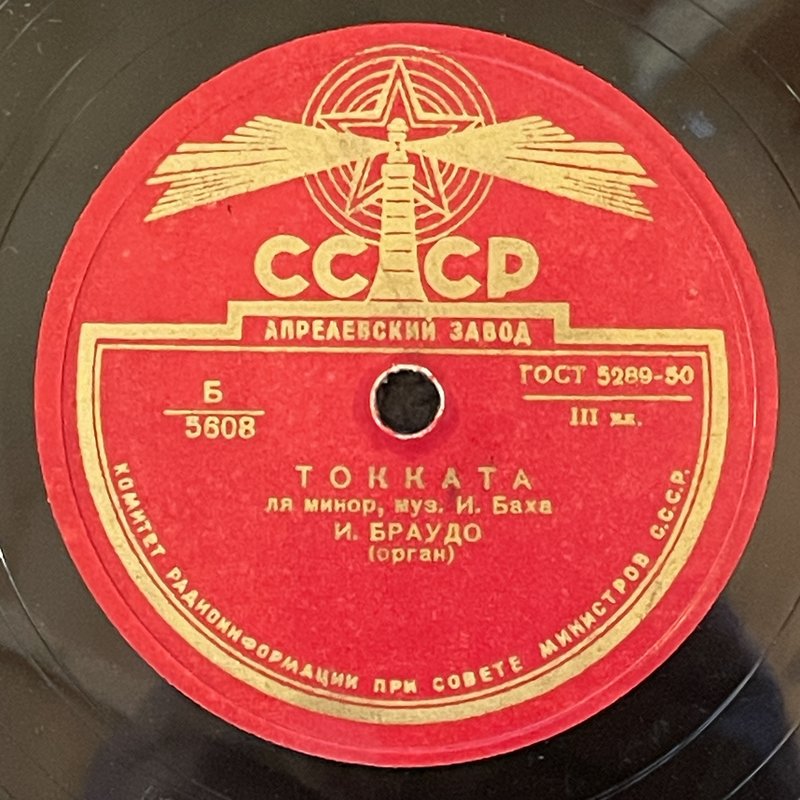 СССР
АПРЕЛЕВСКИЙ ЗАВОД
Б
5608
ГОСТ 5289-50
III кл.
ТОККАТА
ля минор, муз. И. Баха
И. БРАУДО
(орган)
КОМИТЕТ РАДИОИНФОРМАЦИИ ПРИ СОВЕТЕ МИНИСТРОВ С.С.С.Р.